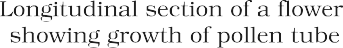 Longitudinal section of a flower
showing growth of pollen tube